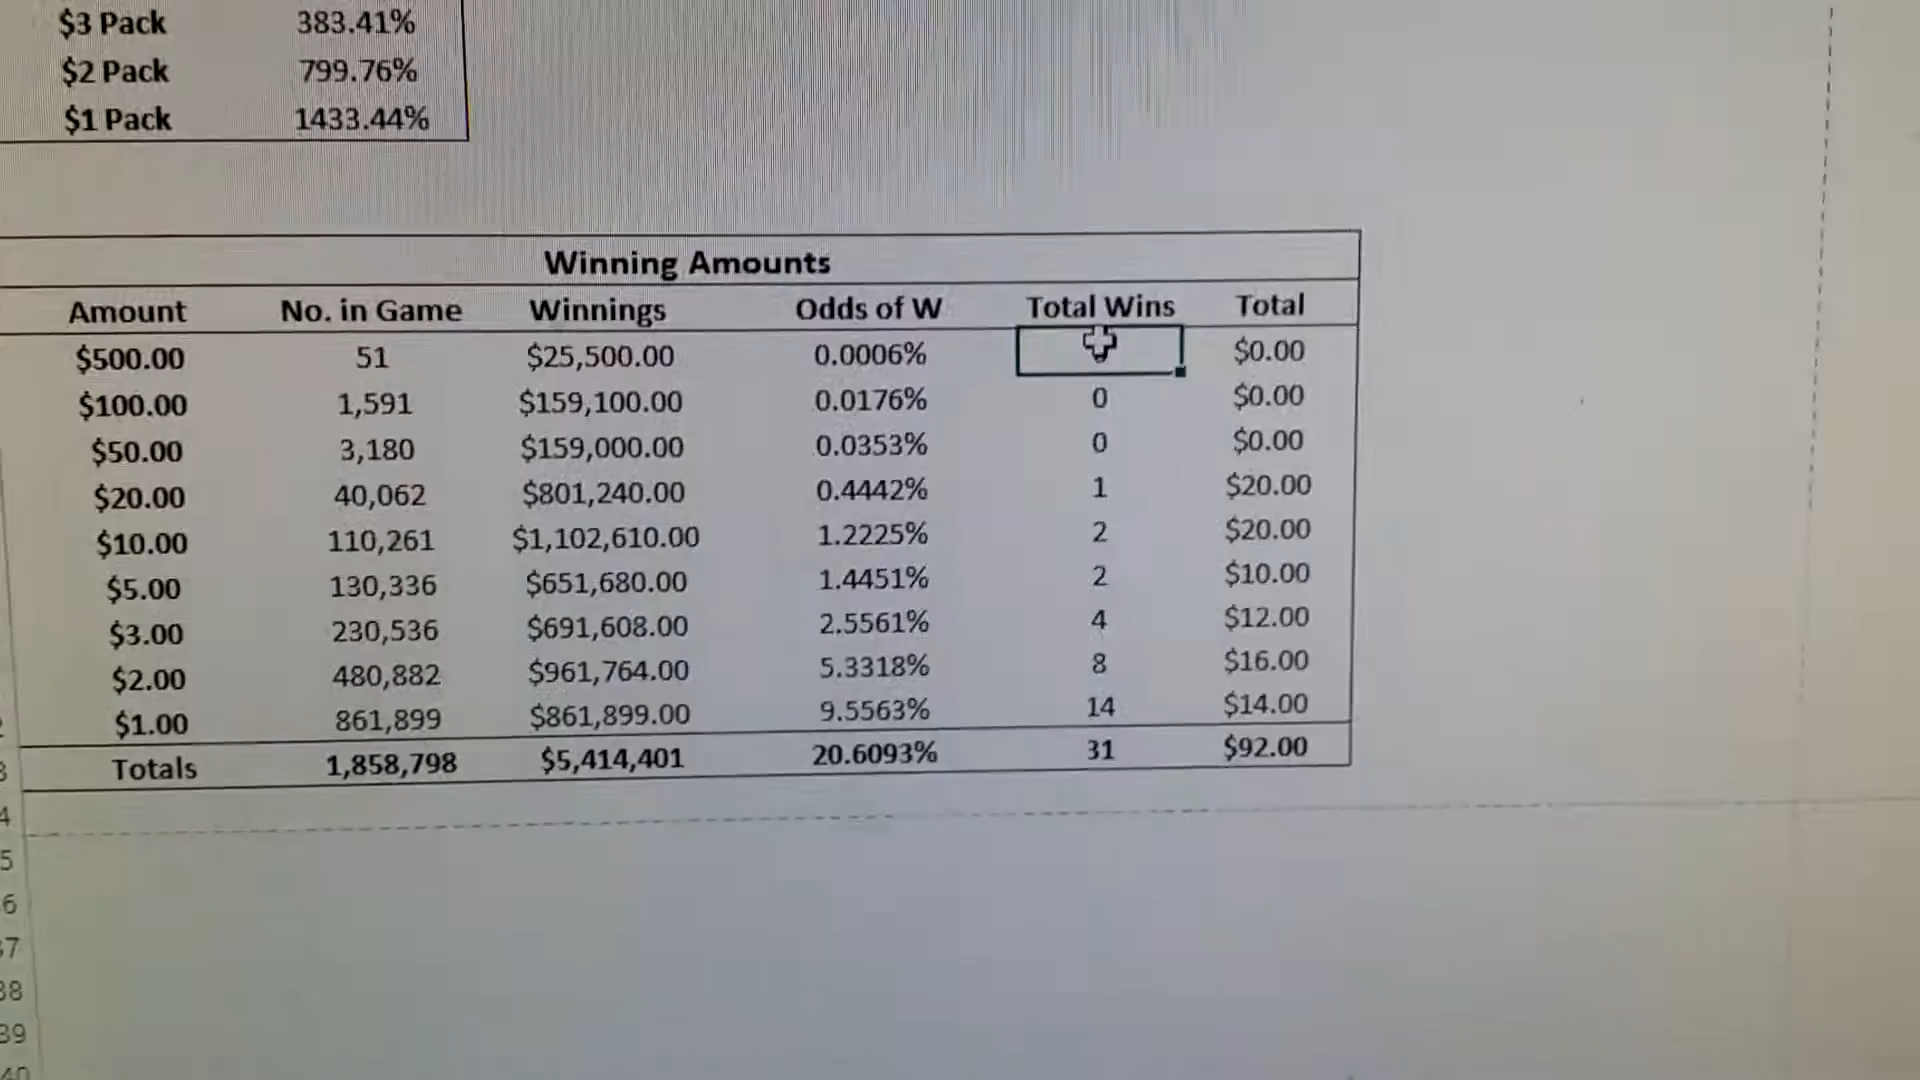 $3 Pack 383.41%
$2 Pack 799.76%
$1 Pack 1433.44%
Winning Amounts
Amount No. in Game Winnings Odds of W Total Wins Total
$500.00 51 $25,500.00 0.0006% $0.00
$100.00 1,591 $159,100.00 0.0176% 0 $0.00
$50.00 3,180 $159,000.00 0.0353% 0 $0.00
$20.00 40,062 $801,240.00 0.4442% 1 $20.00
$10.00 110,261 $1,102,610.00 1.2225% 2 $20.00
$5.00 130,336 $651,680.00 1.4451% 2 $10.00
$3.00 230,536 $691,608.00 2.5561% 4 $12.00
$2.00 480,882 $961,764.00 5.3318% 8 $16.00
$1.00 861,899 $861,899.00 9.5563% 14 $14.00
Totals 1,858,798 $5,414,401 20.6093% 31 $92.00
4
5
6
37
38
39
40